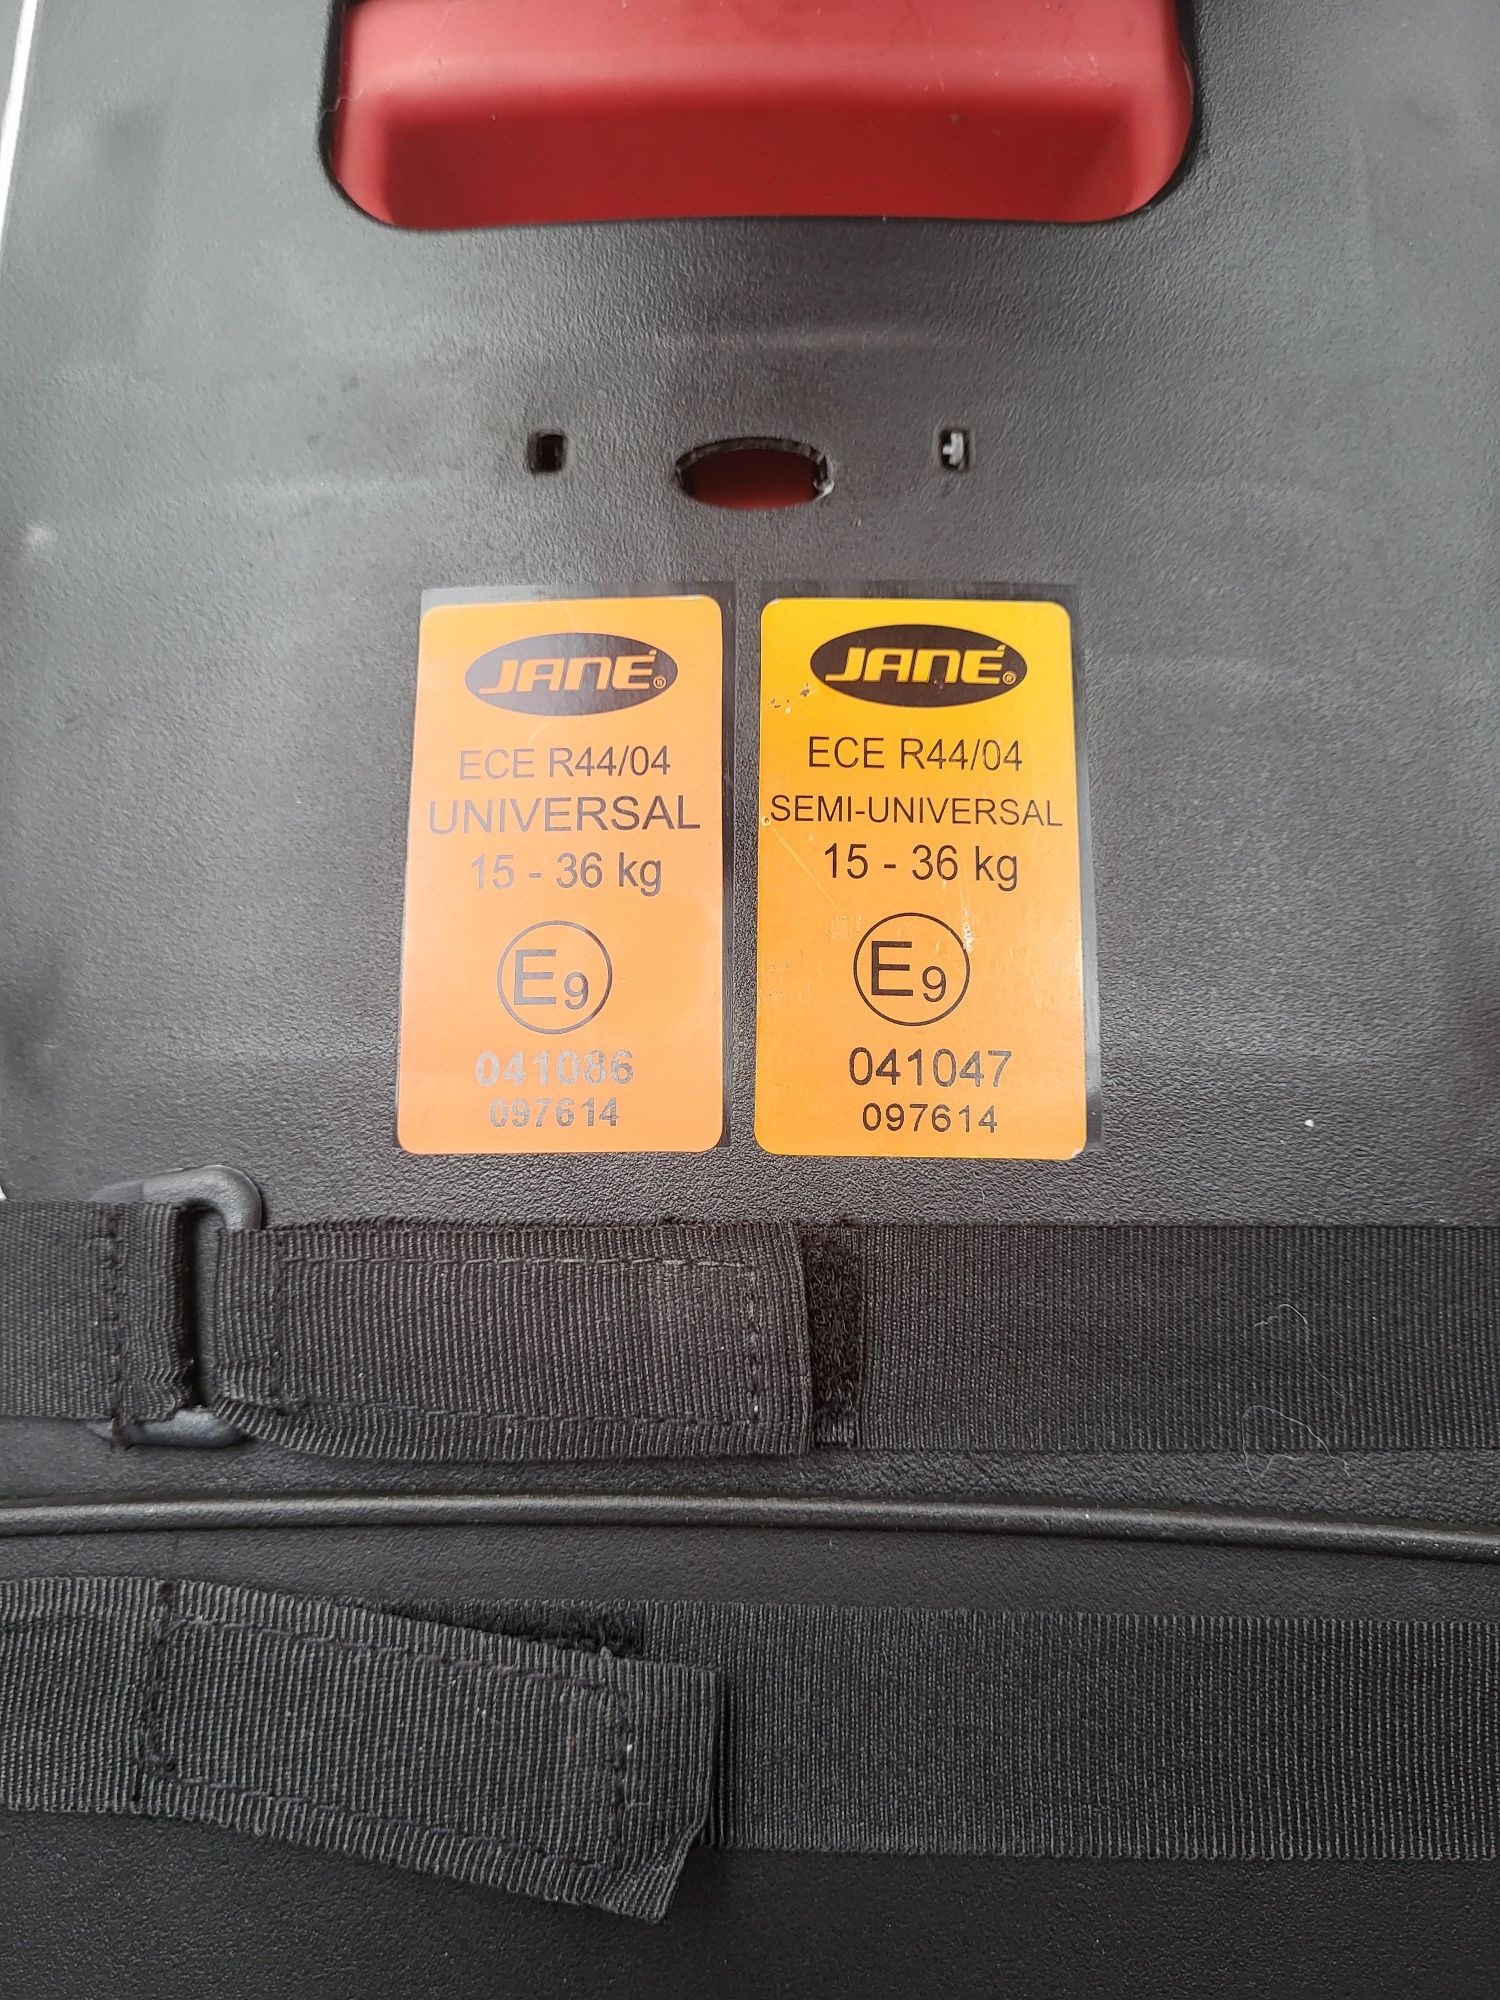 JANÉ®
ECE R44/04
UNIVERSAL
15 - 36 kg
E9
041086
097614
JANÉ®
ECE R44/04
SEMI-UNIVERSAL
15 - 36 kg
E9
041047
097614